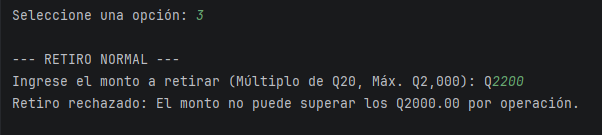 Seleccione una opción: 3
--- RETIRO NORMAL ---
Ingrese el monto a retirar (Múltiplo de Q20, Máx. Q2,000): Q2200
Retiro rechazado: El monto no puede superar los Q2000.00 por operación.